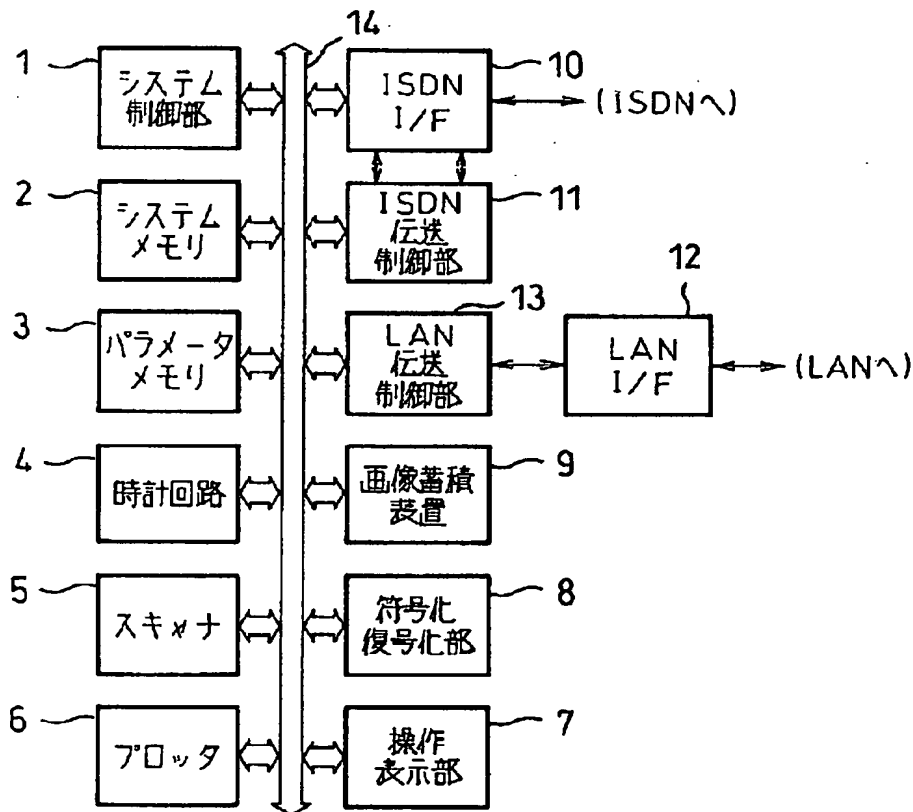 14
1
システム
制御部
10
ISDN
I/F
(ISDNへ)
2
システム
メモリ
11
ISDN
伝送
制御部
3
パラメータ
メモリ
13
LAN
伝送
制御部
12
LAN
I/F
(LANへ)
4
時計回路
9
画像蓄積
装置
5
スキャナ
8
符号化
復号化部
6
プロッタ
7
操作
表示部